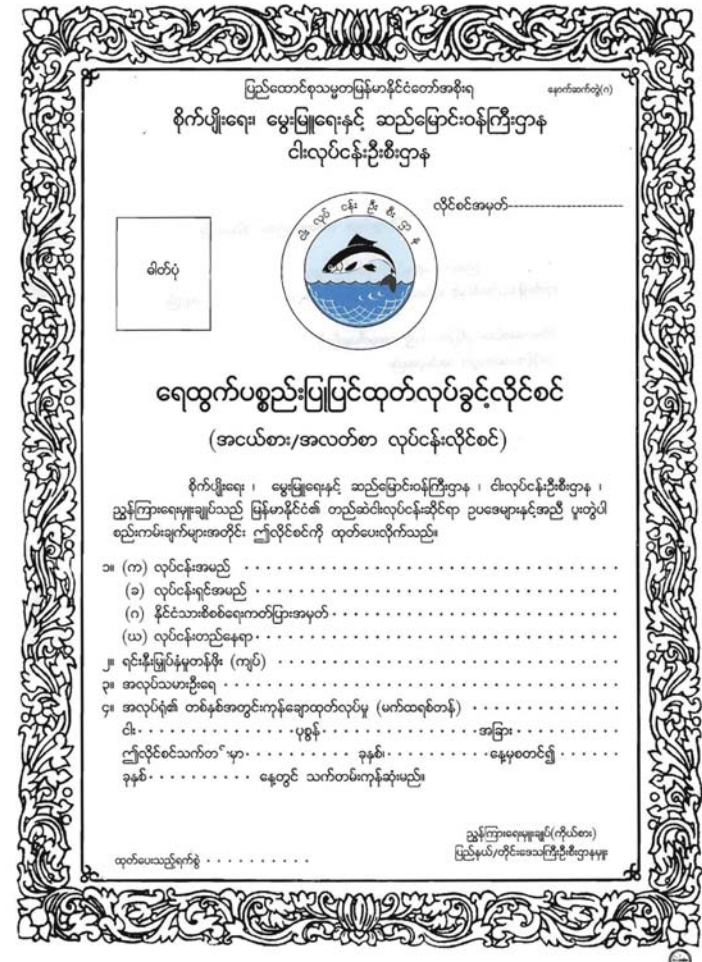 ပြည်ထောင်စုသမ္မတမြန်မာနိုင်ငံတော်အစိုးရ
နောက်ဆက်တွဲ(ဂ)
စိုက်ပျိုးရေး၊ မွေးမြူရေးနှင့် ဆည်မြောင်းဝန်ကြီးဌာန
ငါးလုပ်ငန်းဦးစီးဌာန
လိုင်စင်အမှတ်-------------------------
ငါး လုပ် ငန်း ဦး စီး ဌာ န
ဓါတ်ပုံ
ရေထွက်ပစ္စည်းပြုပြင်ထုတ်လုပ်ခွင့်လိုင်စင်
(အငယ်စား/အလတ်စာ လုပ်ငန်းလိုင်စင်)
စိုက်ပျိုးရေး ၊ မွေးမြူရေးနှင့် ဆည်မြောင်းဝန်ကြီးဌာန ၊ ငါးလုပ်ငန်းဦးစီးဌာန ၊
ညွှန်ကြားရေးမှူးချုပ်သည် မြန်မာနိုင်ငံ၏ တည်ဆဲငါးလုပ်ငန်းဆိုင်ရာ ဥပဒေများနှင့်အညီ ပူးတွဲပါ
စည်းကမ်းချက်များအတိုင်း ဤလိုင်စင်ကို ထုတ်ပေးလိုက်သည်။
၁။ (က) လုပ်ငန်းအမည် . . . . . . . . . . . . . . . . . . . .
(ခ) လုပ်ငန်းရှင်အမည် . . . . . . . . . . . . . . . . . . . .
(ဂ) နိုင်ငံသားစိစစ်ရေးကတ်ပြားအမှတ် . . . . . . . . . . . . . . .
(ဃ) လုပ်ငန်းတည်နေရာ . . . . . . . . . . . . . . . . . . . .
၂။ ရင်းနှီးမြှုပ်နှံမှုတန်ဖိုး (ကျပ်) . . . . . . . . . . . . . . . . . .
၃။ အလုပ်သမားဦးရေ . . . . . . . . . . . . . . . . . . . .
၄။ အလုပ်ရုံ၏ တစ်နှစ်အတွင်းကုန်ချောထုတ်လုပ်မှု (မက်ထရစ်တန်) . . . . . . . . .
ငါး . . . . . . . . . . ပုစွန် . . . . . . . . . . အခြား . . . . . . . .
ဤလိုင်စင်သက်တမ်းမှာ . . . . . . . ခုနှစ်၊ . . . . . . . နေ့မှစတင်၍ . . . . .
ခုနှစ် . . . . . . . . . နေ့တွင် သက်တမ်းကုန်ဆုံးမည်။
ညွှန်ကြားရေးမှူးချုပ်(ကိုယ်စား)
ထုတ်ပေးသည့်ရက်စွဲ . . . . . . . . . .
ပြည်နယ်/တိုင်းဒေသကြီးဦးစီးဌာနမှူး